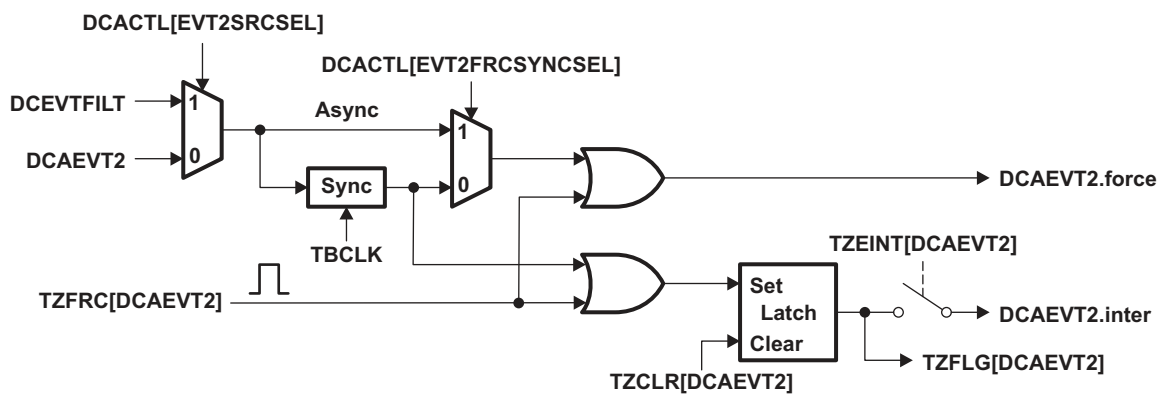 DCACTL[EVT2SRCSEL]
DCACTL[EVT2FRCSYNCSEL]
DCEVTFILT
1
Async
1
DCAEVT2
0
Sync
0
DCAEVT2.force
TBCLK
TZEINT[DCAEVT2]
TZFRC[DCAEVT2]
Set
Latch
DCAEVT2.inter
Clear
TZFLG[DCAEVT2]
TZCLR[DCAEVT2]